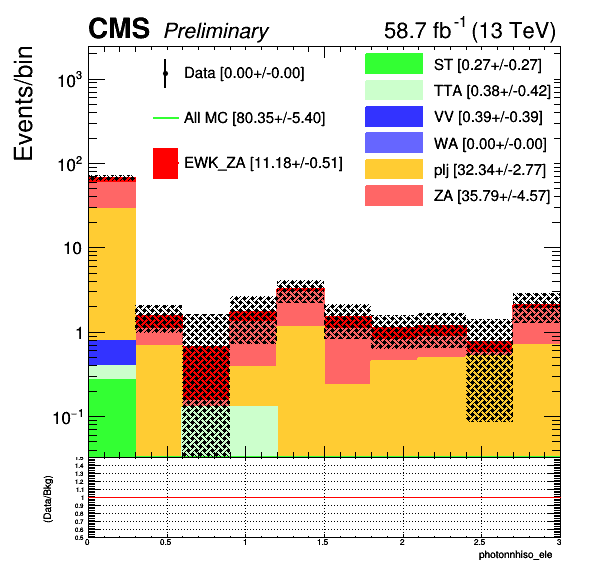 CMS Preliminary 58.7 fb⁻¹ (13 TeV)
Events/bin
Data [0.00+/-0.00]
All MC [80.35+/-5.40]
EWK_ZA [11.18+/-0.51]
ST [0.27+/-0.27]
TTA [0.38+/-0.42]
VV [0.39+/-0.39]
WA [0.00+/-0.00]
plj [32.34+/-2.77]
ZA [35.79+/-4.57]
10³
10²
10
1
10⁻¹
(Data/Bkg)
1.5
1.4
1.3
1.2
1.1
1
0.9
0.8
0.7
0.6
0.5
0 0.5 1 1.5 2 2.5 3
photonnhiso_ele